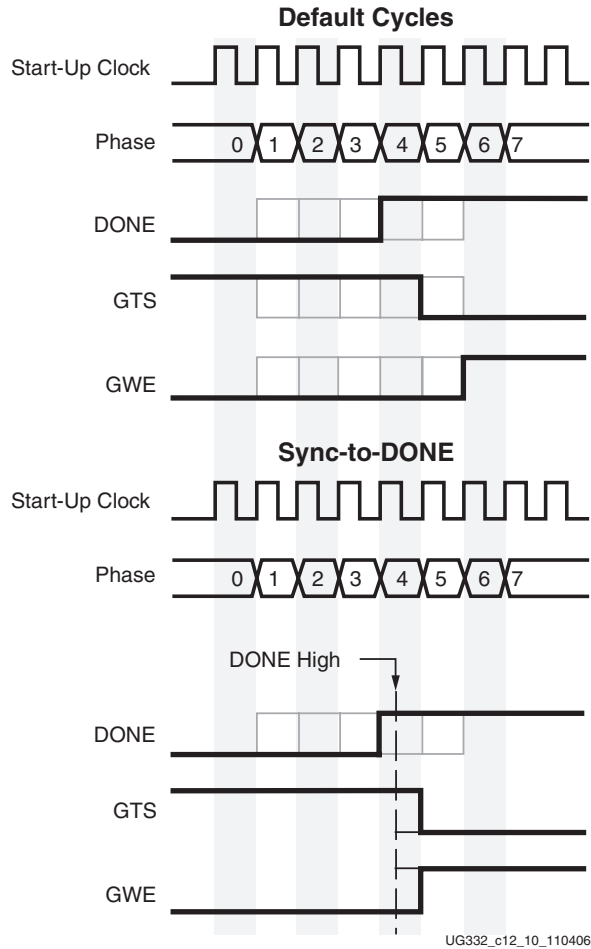 Default Cycles
Start-Up Clock
Phase 0 1 2 3 4 5 6 7
DONE
GTS
GWE
Sync-to-DONE
Start-Up Clock
Phase 0 1 2 3 4 5 6 7
DONE High
DONE
GTS
GWE
UG332_c12_10_110406